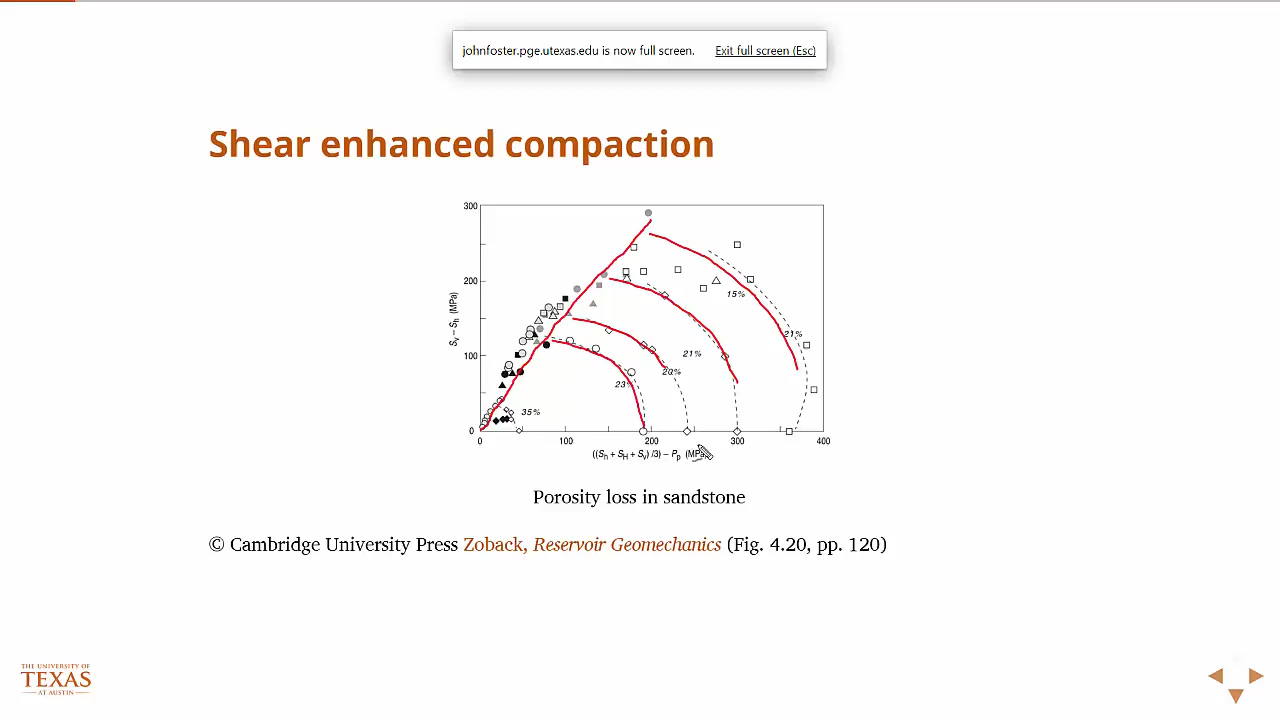 johnfoster.pge.utexas.edu is now full screen. Exit full screen (Esc)
Shear enhanced compaction
300
200
100
0
Sv – Sh (MPa)
15%
21%
21%
20%
23%
35%
0 100 200 300 400
((Sh + SH + Sv) /3) – Pp (MPa)
Porosity loss in sandstone
© Cambridge University Press Zoback, Reservoir Geomechanics (Fig. 4.20, pp. 120)
THE UNIVERSITY OF
TEXAS
AT AUSTIN